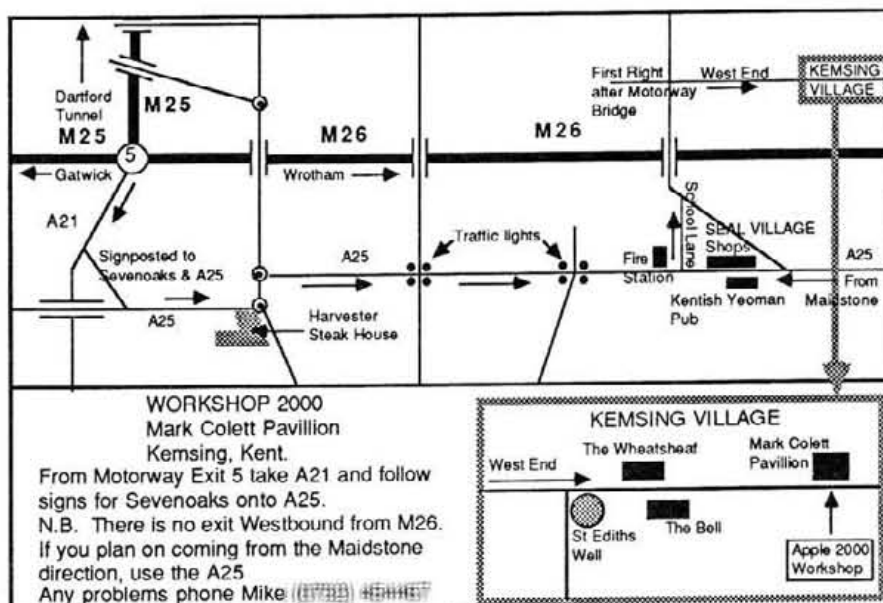 First Right
after Motorway
Bridge
West End
KEMSING
VILLAGE
Dartford
Tunnel
M25
M25
5
M26
M26
Gatwick
Wrotham
A21
Signposted to
Sevenoaks & A25
A25
Traffic lights
School Lane
SEAL VILLAGE
Shops
A25
Fire
Station
From
Maidstone
Kentish Yeoman
Pub
A25
Harvester
Steak House
WORKSHOP 2000
Mark Colett Pavillion
Kemsing, Kent.
From Motorway Exit 5 take A21 and follow
signs for Sevenoaks onto A25.
N.B. There is no exit Westbound from M26.
If you plan on coming from the Maidstone
direction, use the A25
Any problems phone Mike
KEMSING VILLAGE
The Wheatsheaf
Mark Colett
Pavillion
West End
St Ediths
Well
The Bell
Apple 2000
Workshop